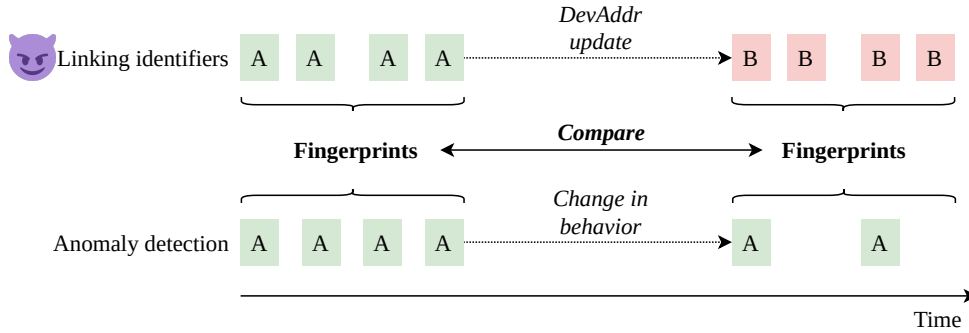 DevAddr
update
Linking identifiers A A A A B B B B
Compare
Fingerprints Fingerprints
Change in
behavior
Anomaly detection A A A A A A
Time